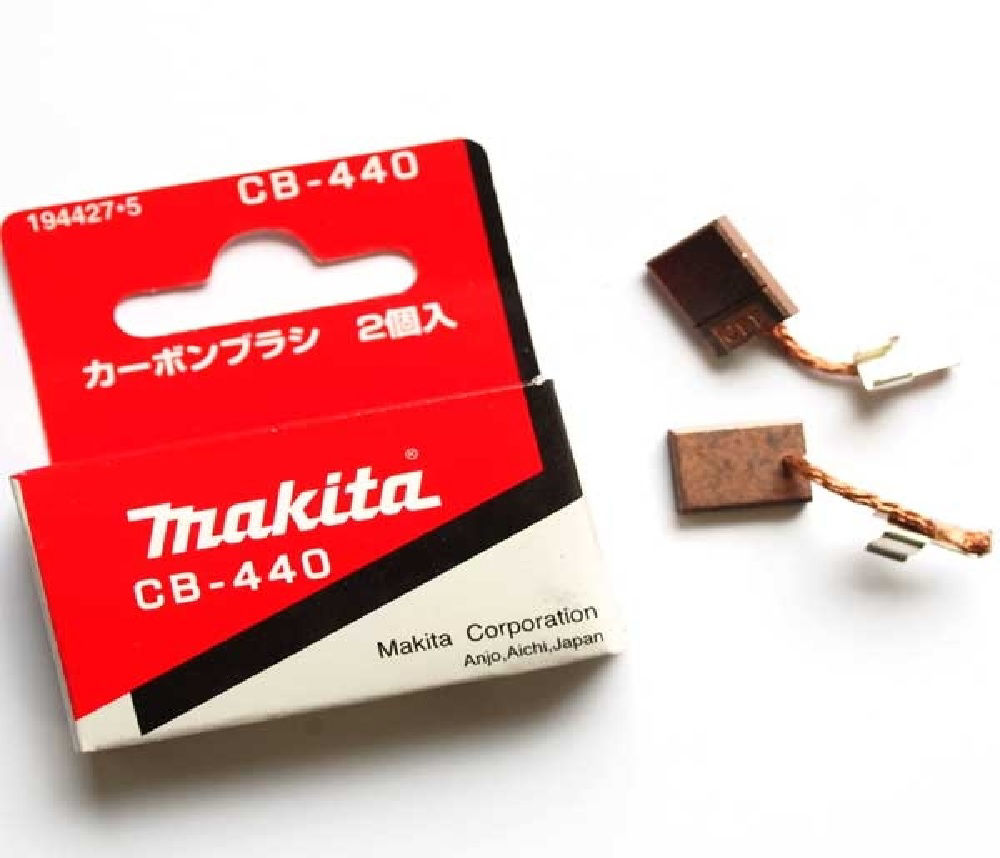 CB-440
194427•5
カーボンブラシ 2個入
makita®
CB-440
Makita Corporation
Anjo,Aichi,Japan